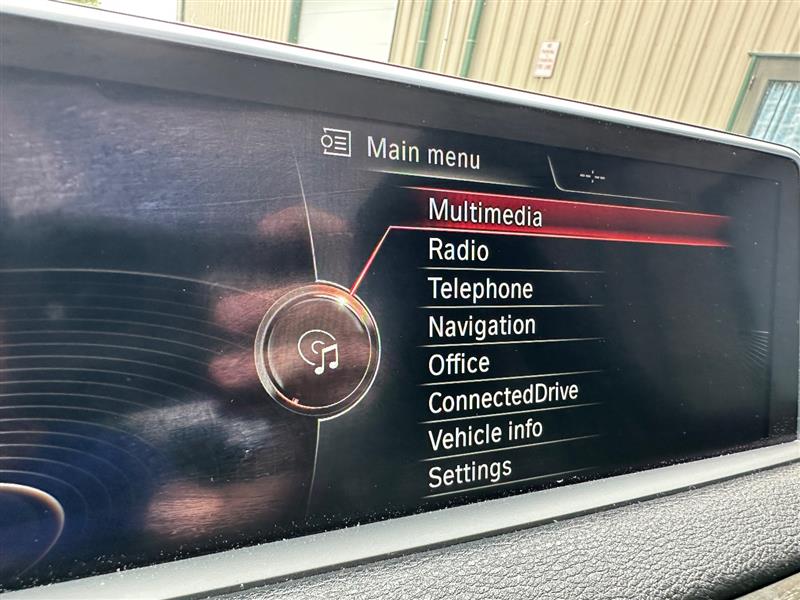 Main menu
Multimedia
Radio
Telephone
Navigation
Office
ConnectedDrive
Vehicle info
Settings